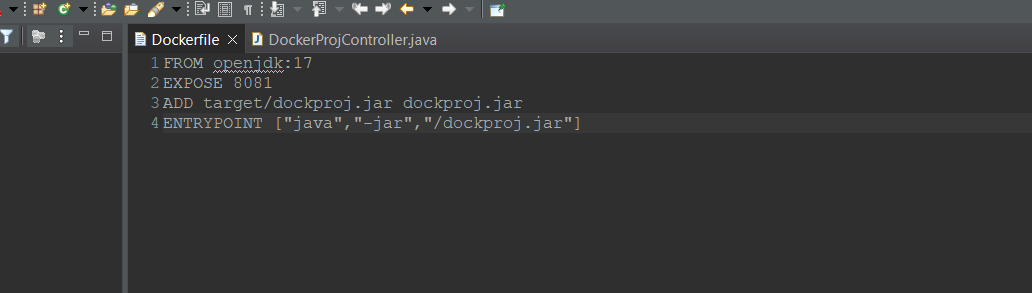 Dockerfile
DockerProjController.java
1 FROM openjdk:17
2 EXPOSE 8081
3 ADD target/dockproj.jar dockproj.jar
4 ENTRYPOINT ["java","-jar","/dockproj.jar"]